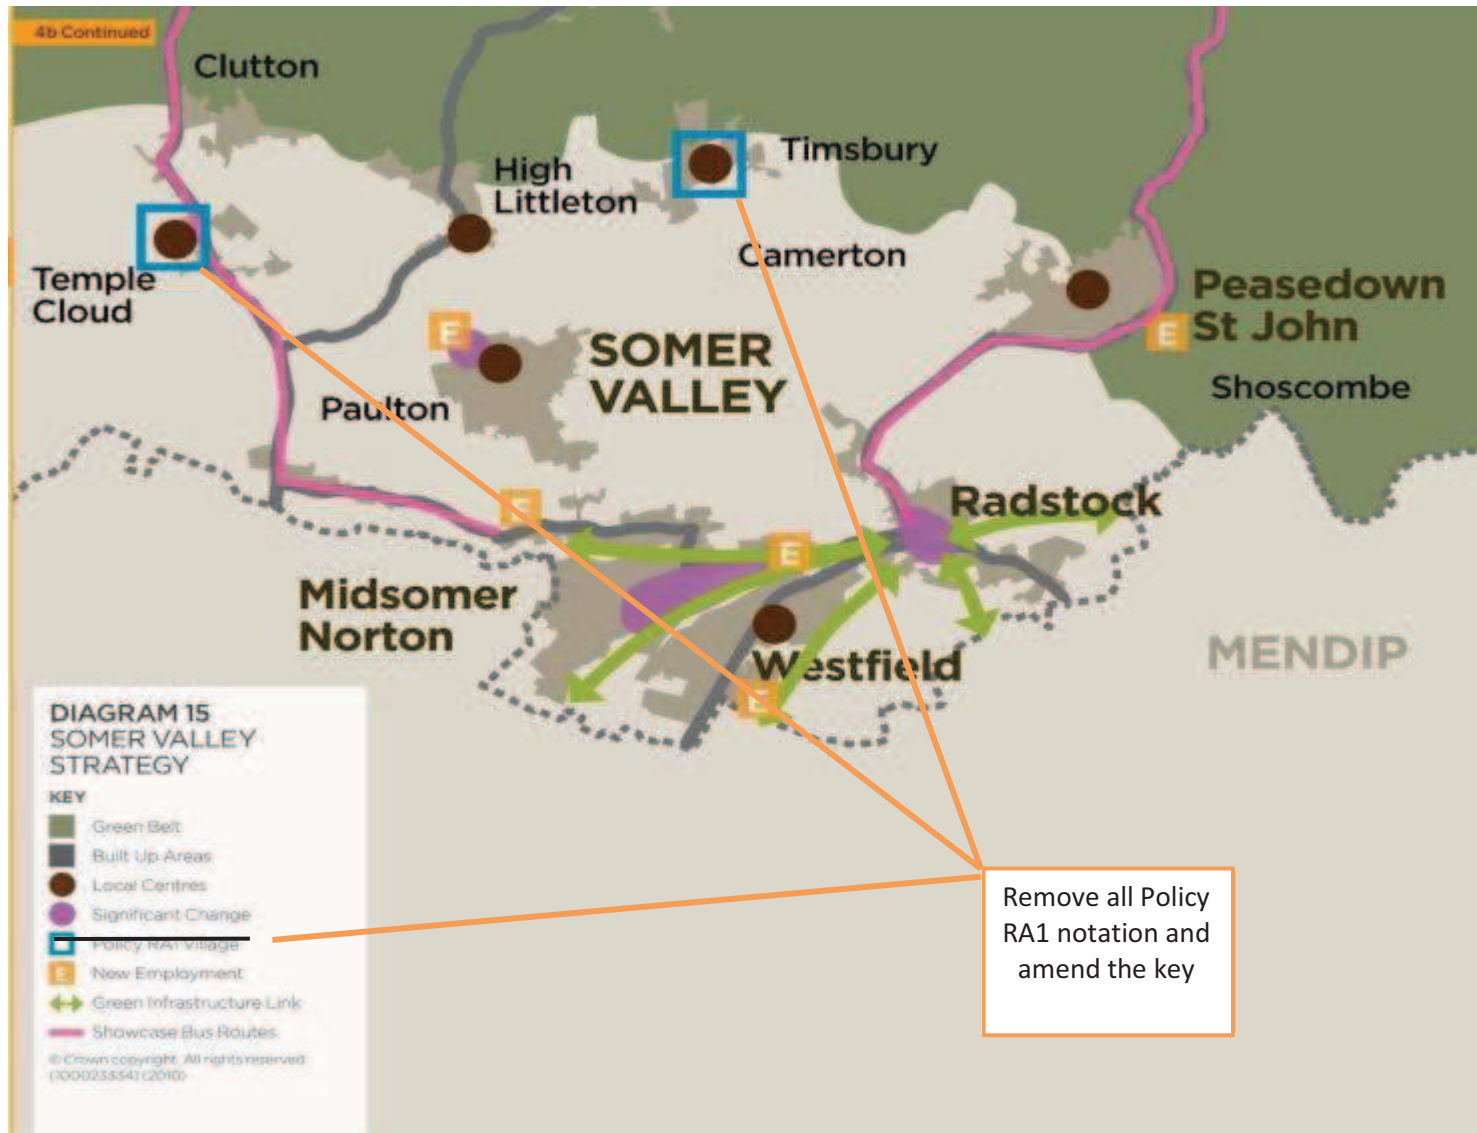 4b Continued
Clutton
High
Littleton
Timsbury
Camerton
Temple
Cloud
Peasedown
St John
E
E
SOMER
VALLEY
Shoscombe
Paulton
Radstock
E
E
Midsomer
Norton
Westfield
E
MENDIP
DIAGRAM 15
SOMER VALLEY
STRATEGY
KEY
Green Belt
Built Up Areas
Local Centres
Significant Change
Policy RA1 Village
E New Employment
Green Infrastructure Link
Showcase Bus Routes
© Crown copyright. All rights reserved
(100023334) (2010)
Remove all Policy
RA1 notation and
amend the key